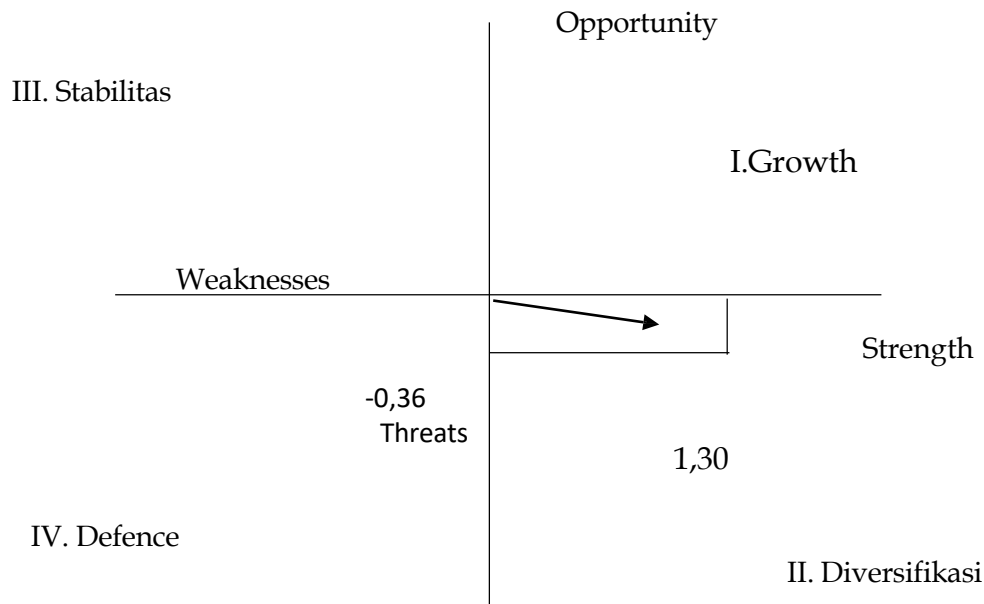 Opportunity
III. Stabilitas
I.Growth
Weaknesses
Strength
-0,36
Threats
1,30
IV. Defence
II. Diversifikasi